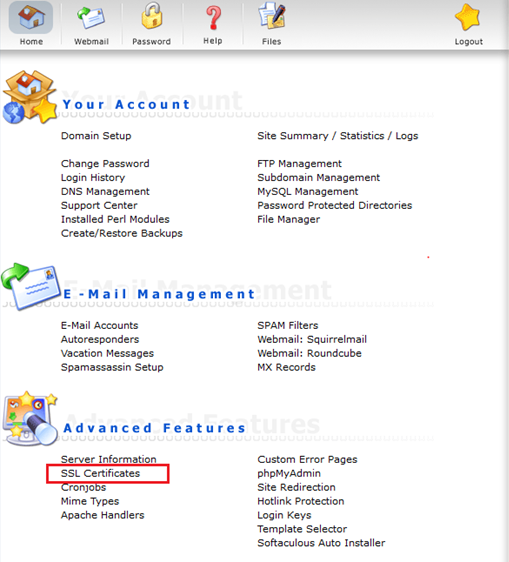 Home Webmail Password Help Files Logout
Your Account
Domain Setup
Site Summary / Statistics / Logs
Change Password
Login History
DNS Management
Support Center
Installed Perl Modules
Create/Restore Backups
FTP Management
Subdomain Management
MySQL Management
Password Protected Directories
File Manager
E-Mail Management
E-Mail Accounts
Autoresponders
Vacation Messages
Spamassassin Setup
SPAM Filters
Webmail: Squirrelmail
Webmail: Roundcube
MX Records
Advanced Features
Server Information
SSL Certificates
Cronjobs
Mime Types
Apache Handlers
Custom Error Pages
phpMyAdmin
Site Redirection
Hotlink Protection
Login Keys
Template Selector
Softaculous Auto Installer